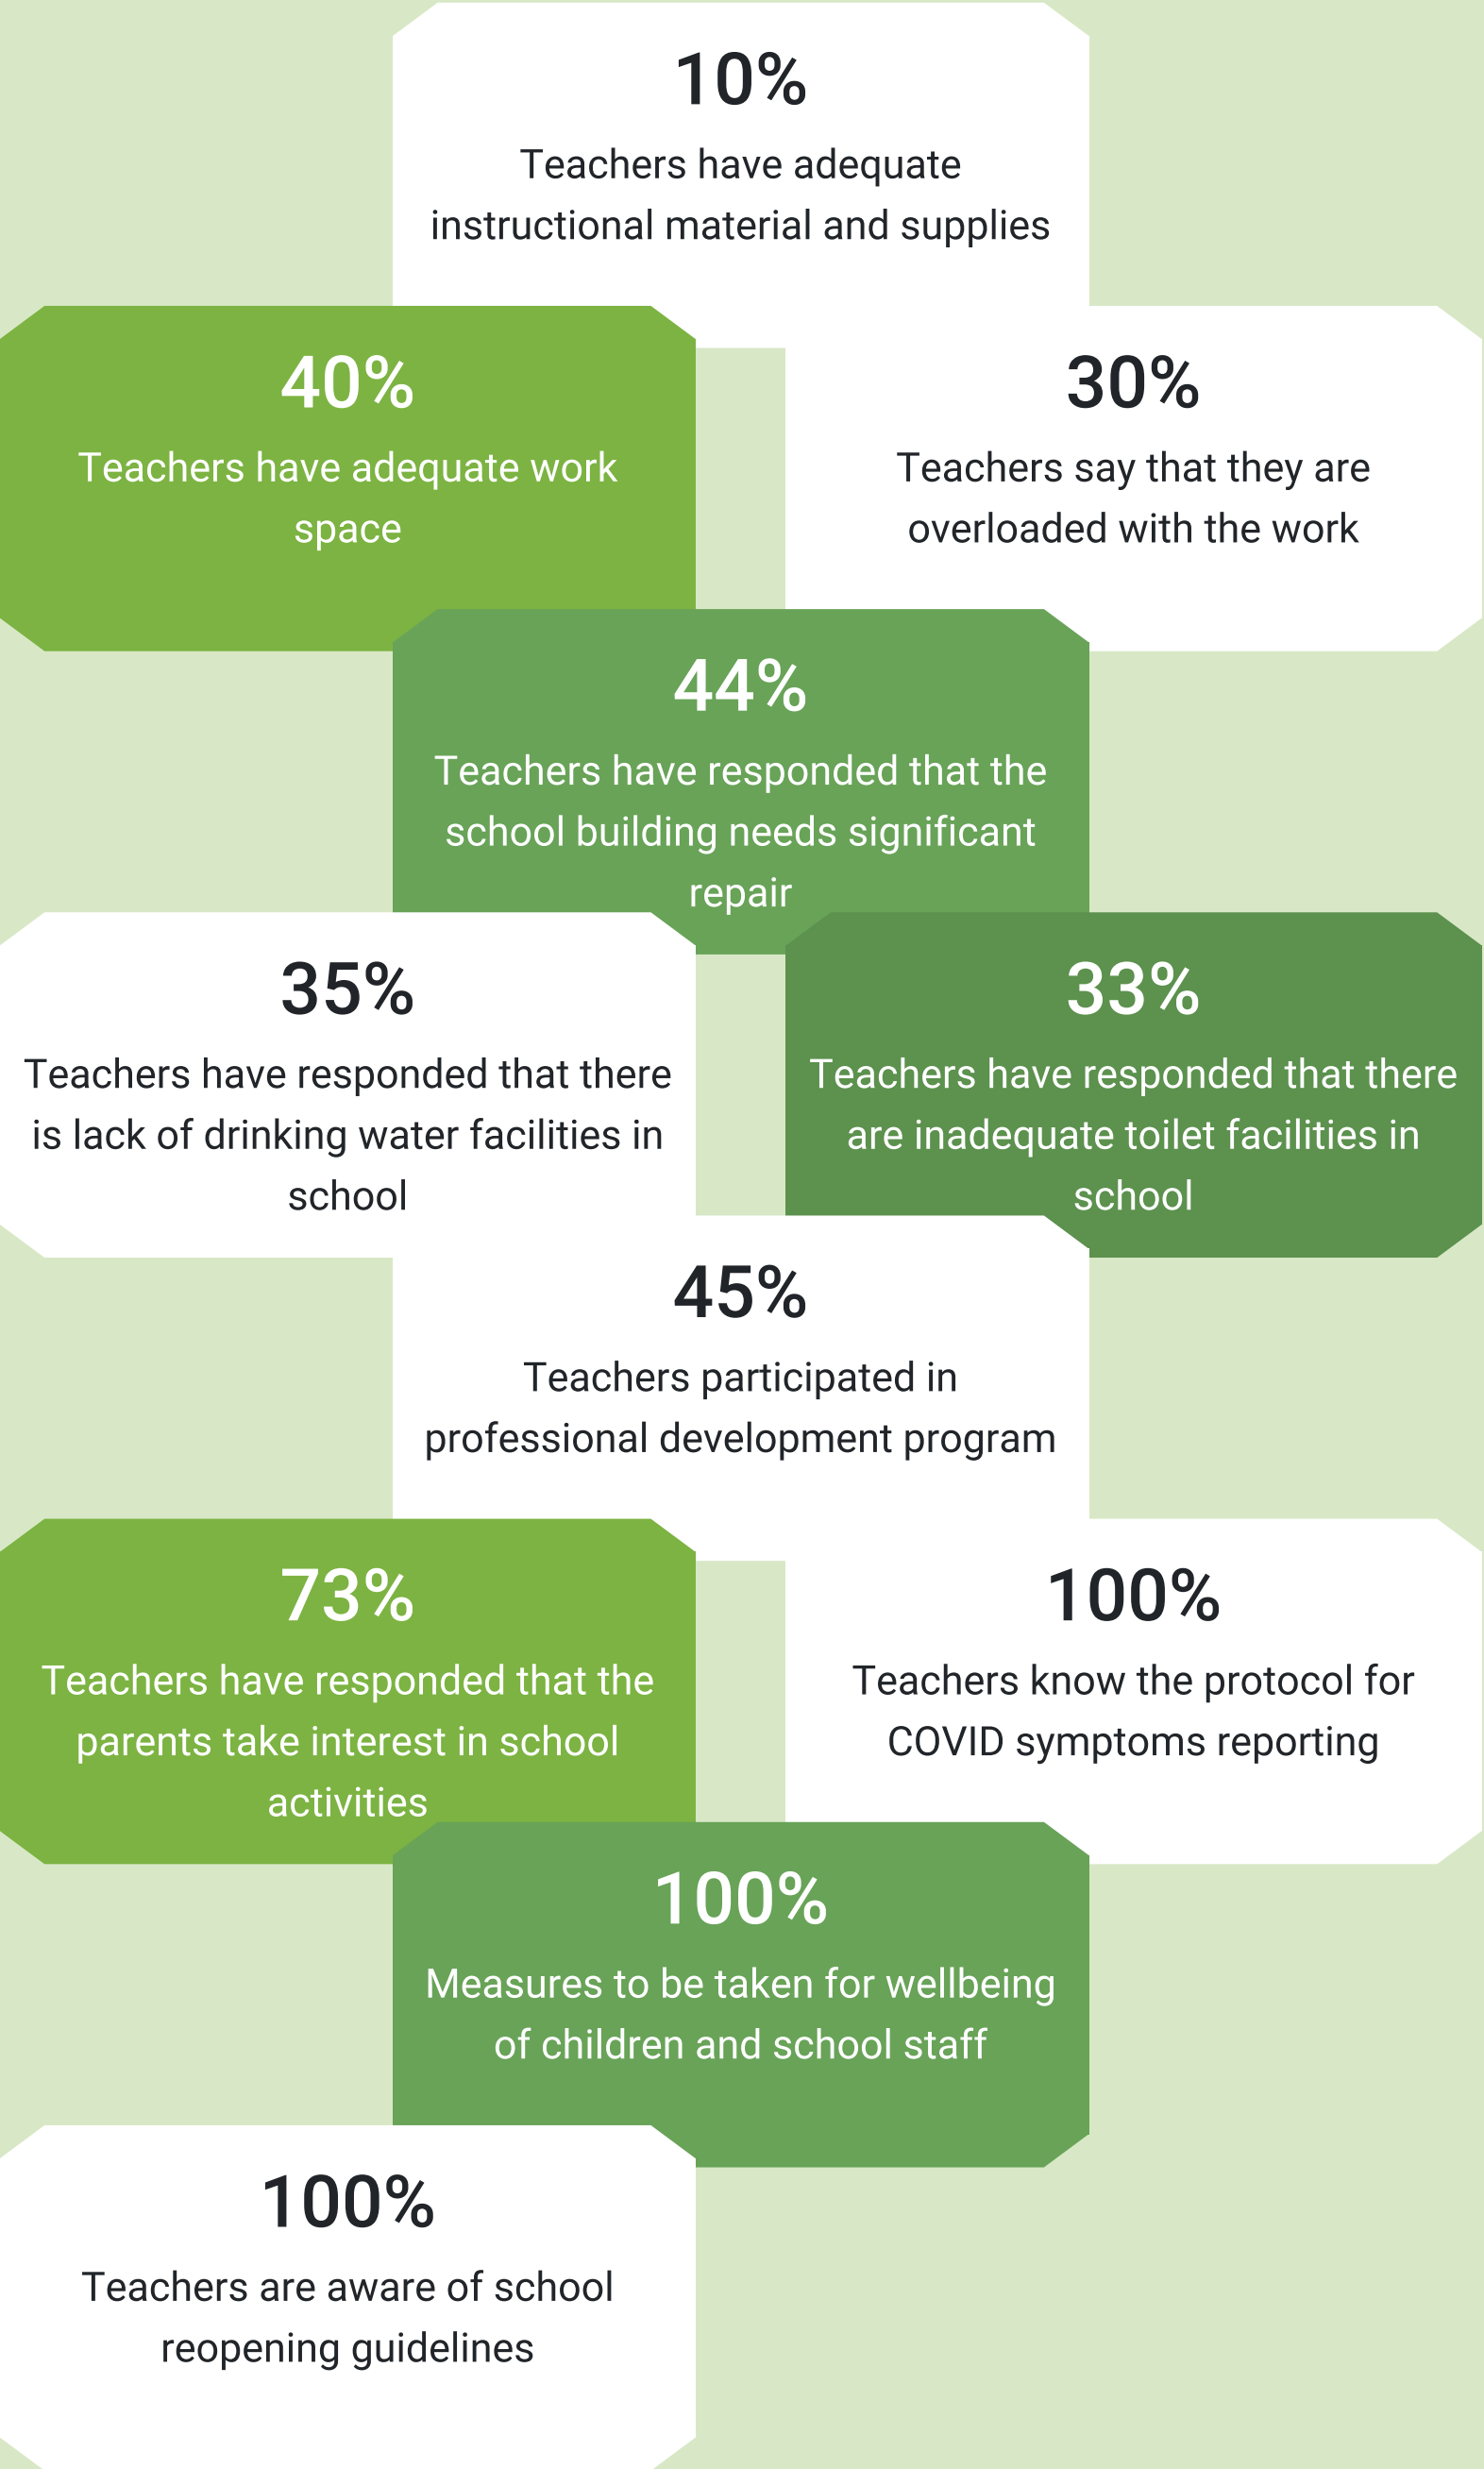 10%
Teachers have adequate
instructional material and supplies
40%
Teachers have adequate work
space
30%
Teachers say that they are
overloaded with the work
44%
Teachers have responded that the
school building needs significant
repair
35%
Teachers have responded that there
is lack of drinking water facilities in
school
33%
Teachers have responded that there
are inadequate toilet facilities in
school
45%
Teachers participated in
professional development program
73%
Teachers have responded that the
parents take interest in school
activities
100%
Teachers know the protocol for
COVID symptoms reporting
100%
Measures to be taken for wellbeing
of children and school staff
100%
Teachers are aware of school
reopening guidelines